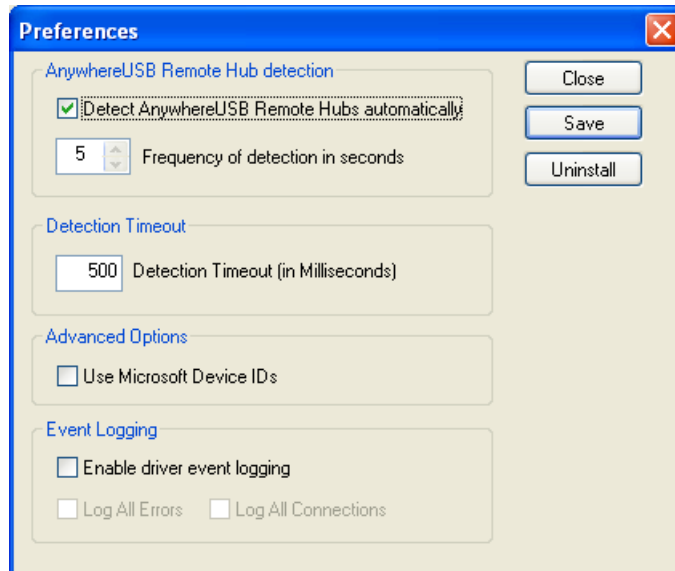 Preferences
AnywhereUSB Remote Hub detection
Detect AnywhereUSB Remote Hubs automatically
5 Frequency of detection in seconds
Close
Save
Uninstall
Detection Timeout
500 Detection Timeout (in Milliseconds)
Advanced Options
Use Microsoft Device IDs
Event Logging
Enable driver event logging
Log All Errors Log All Connections